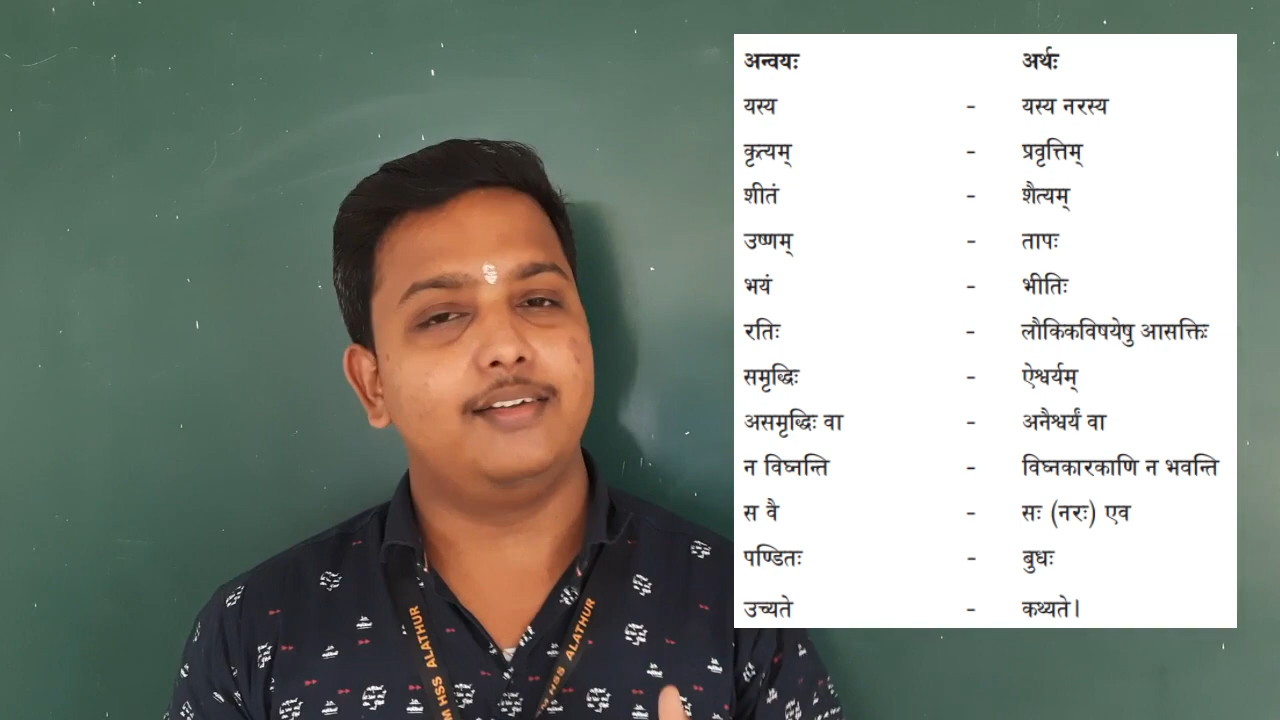 अन्वयः अर्थः
यस्य - यस्य नरस्य
कृत्यम् - प्रवृत्तिम्
शीतं - शैत्यम्
उष्णम् - तापः
भयं - भीतिः
रतिः - लौकिकविषयेषु आसक्तिः
समृद्धिः - ऐश्वर्यम्
असमृद्धिः वा - अनैश्वर्यं वा
न विघ्नन्ति - विघ्नकारकाणि न भवन्ति
स वै - सः (नरः) एव
पण्डितः - बुधः
उच्यते - कथ्यते।
M HSS ALATHUR
M HSS ALATHUR